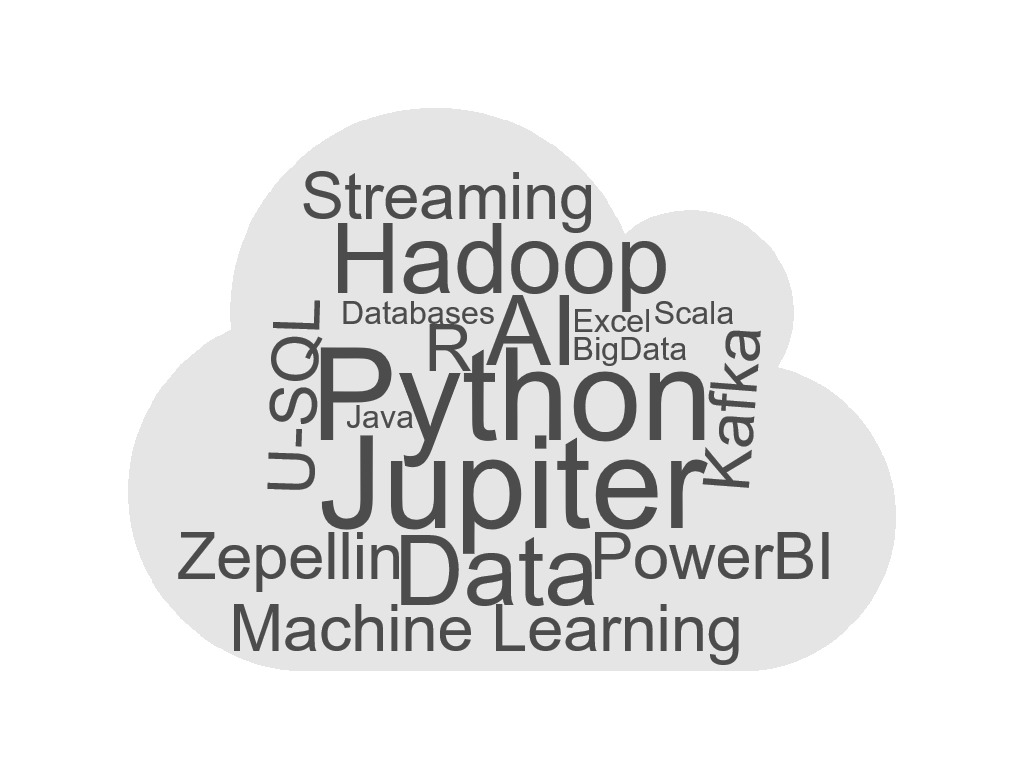 Streaming
Hadoop
Databases
AI
Excel
Scala
R
BigData
U-SQL
Python
Kafka
Java
Jupiter
Zepellin
Data
PowerBI
Machine Learning